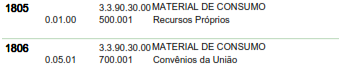 1805 3.3.90.30.00 MATERIAL DE CONSUMO
0.01.00 500.001 Recursos Próprios
1806 3.3.90.30.00 MATERIAL DE CONSUMO
0.05.01 700.001 Convênios da União